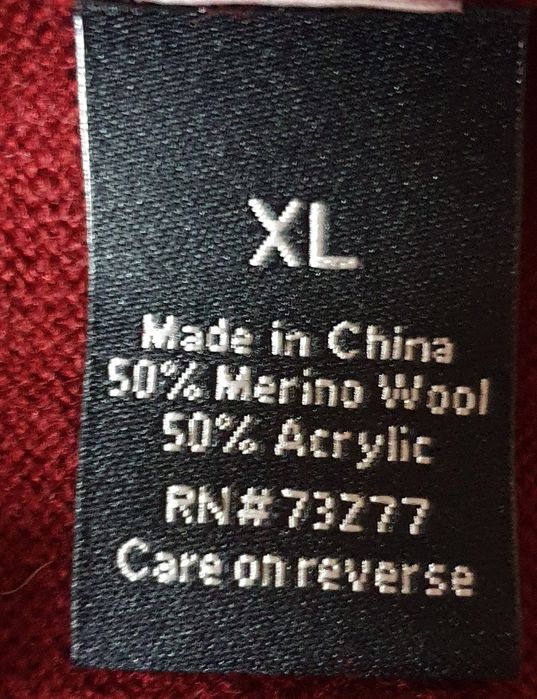 XL
Made in China
50% Merino Wool
50% Acrylic
RN#73277
Care on reverse